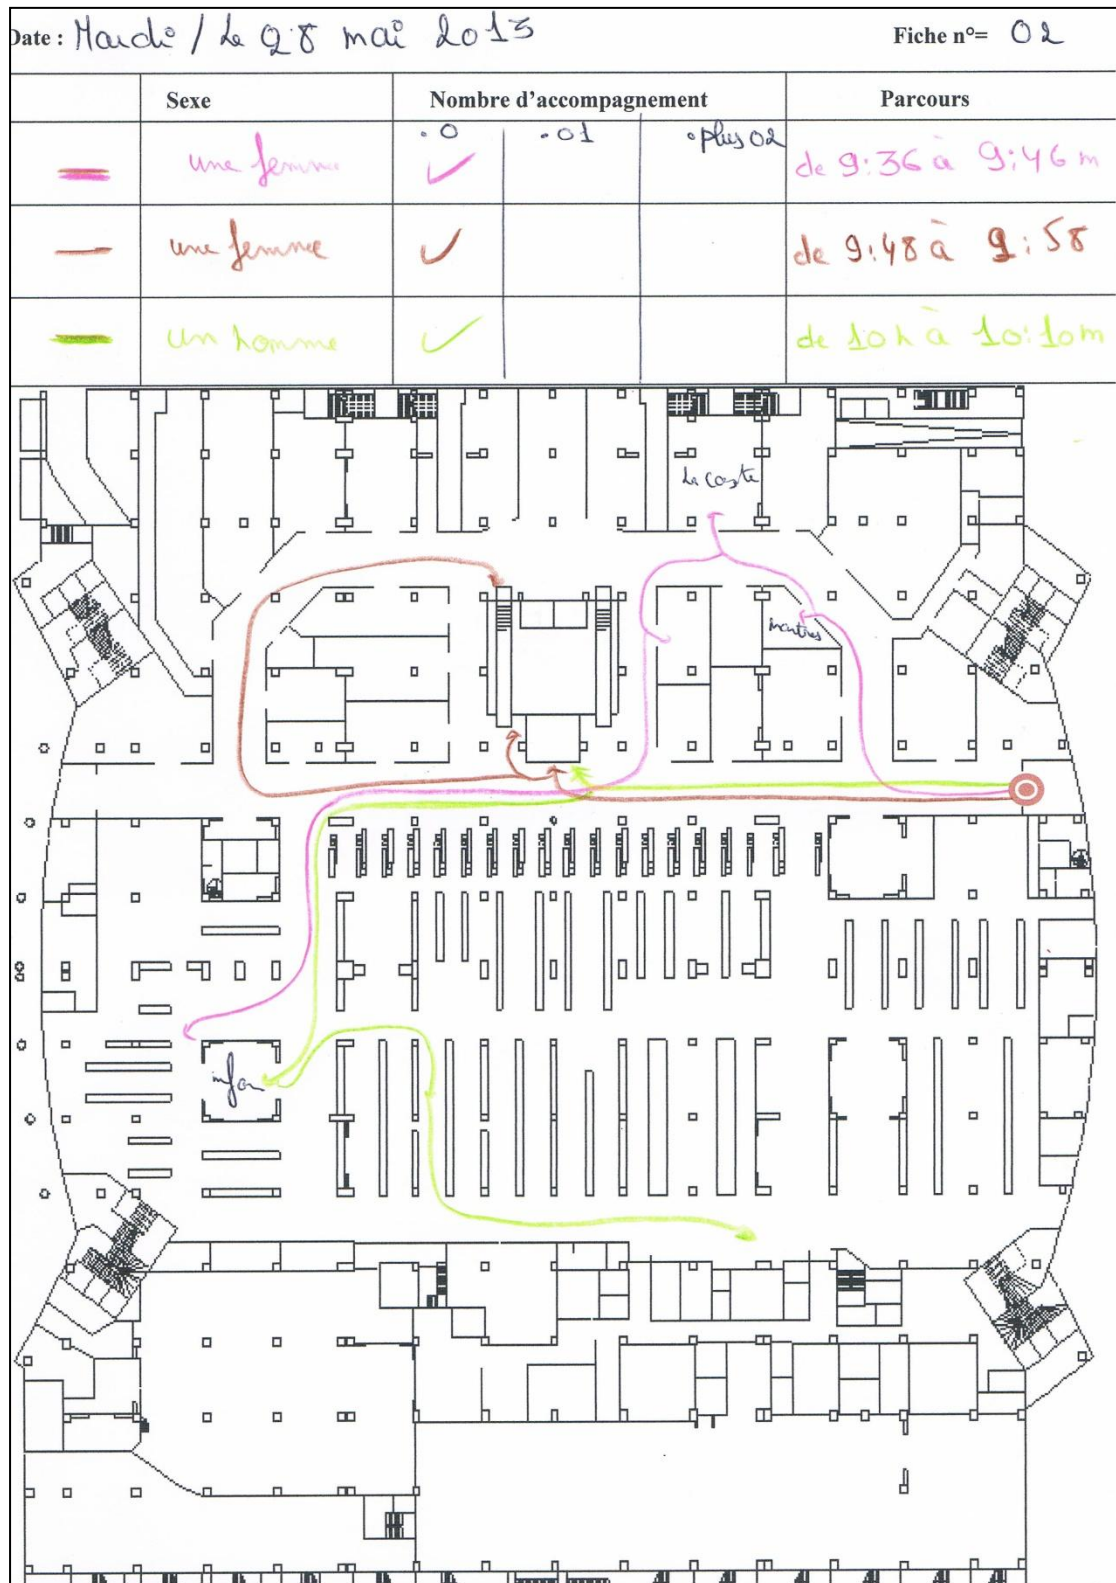 Date : Mardi / Le 28 mai 2013 Fiche n°= 02
Sexe Nombre d'accompagnement Parcours
.0 .01 .plus 02
une femme ✓ de 9:36 à 9:46 m
une femme ✓ de 9:48 à 9:58
un homme ✓ de 10 h à 10:10m
La coste
montres
infor